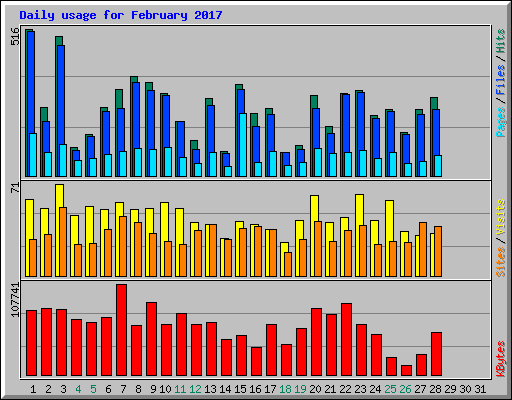 Daily usage for February 2017
516
71
107741
Pages / Files / Hits
Sites / Visits
KBytes
1 2 3 4 5 6 7 8 9 10 11 12 13 14 15 16 17 18 19 20 21 22 23 24 25 26 27 28 29 30 31